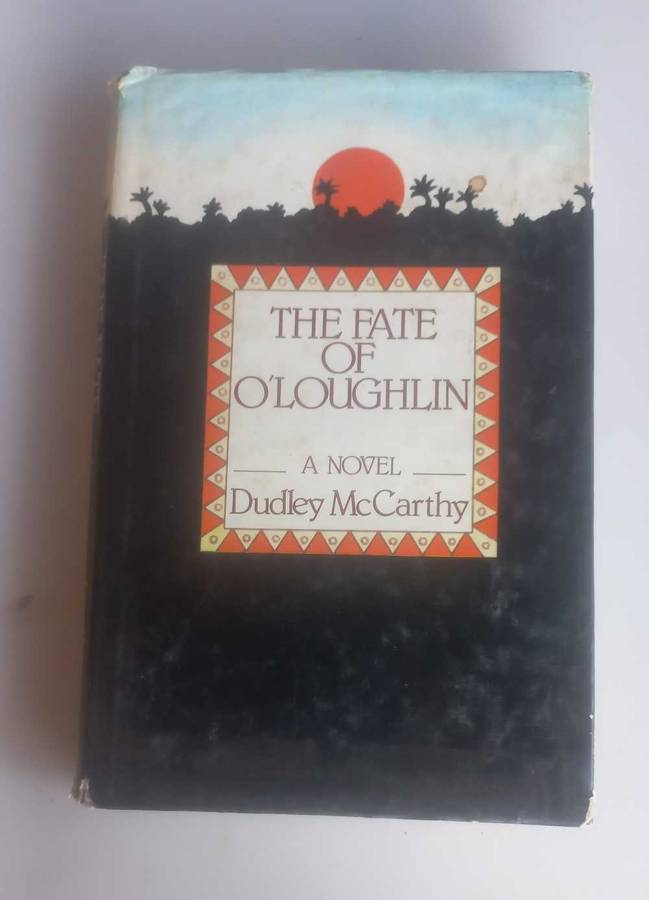 THE FATE
OF
O'LOUGHLIN
A NOVEL
Dudley McCarthy